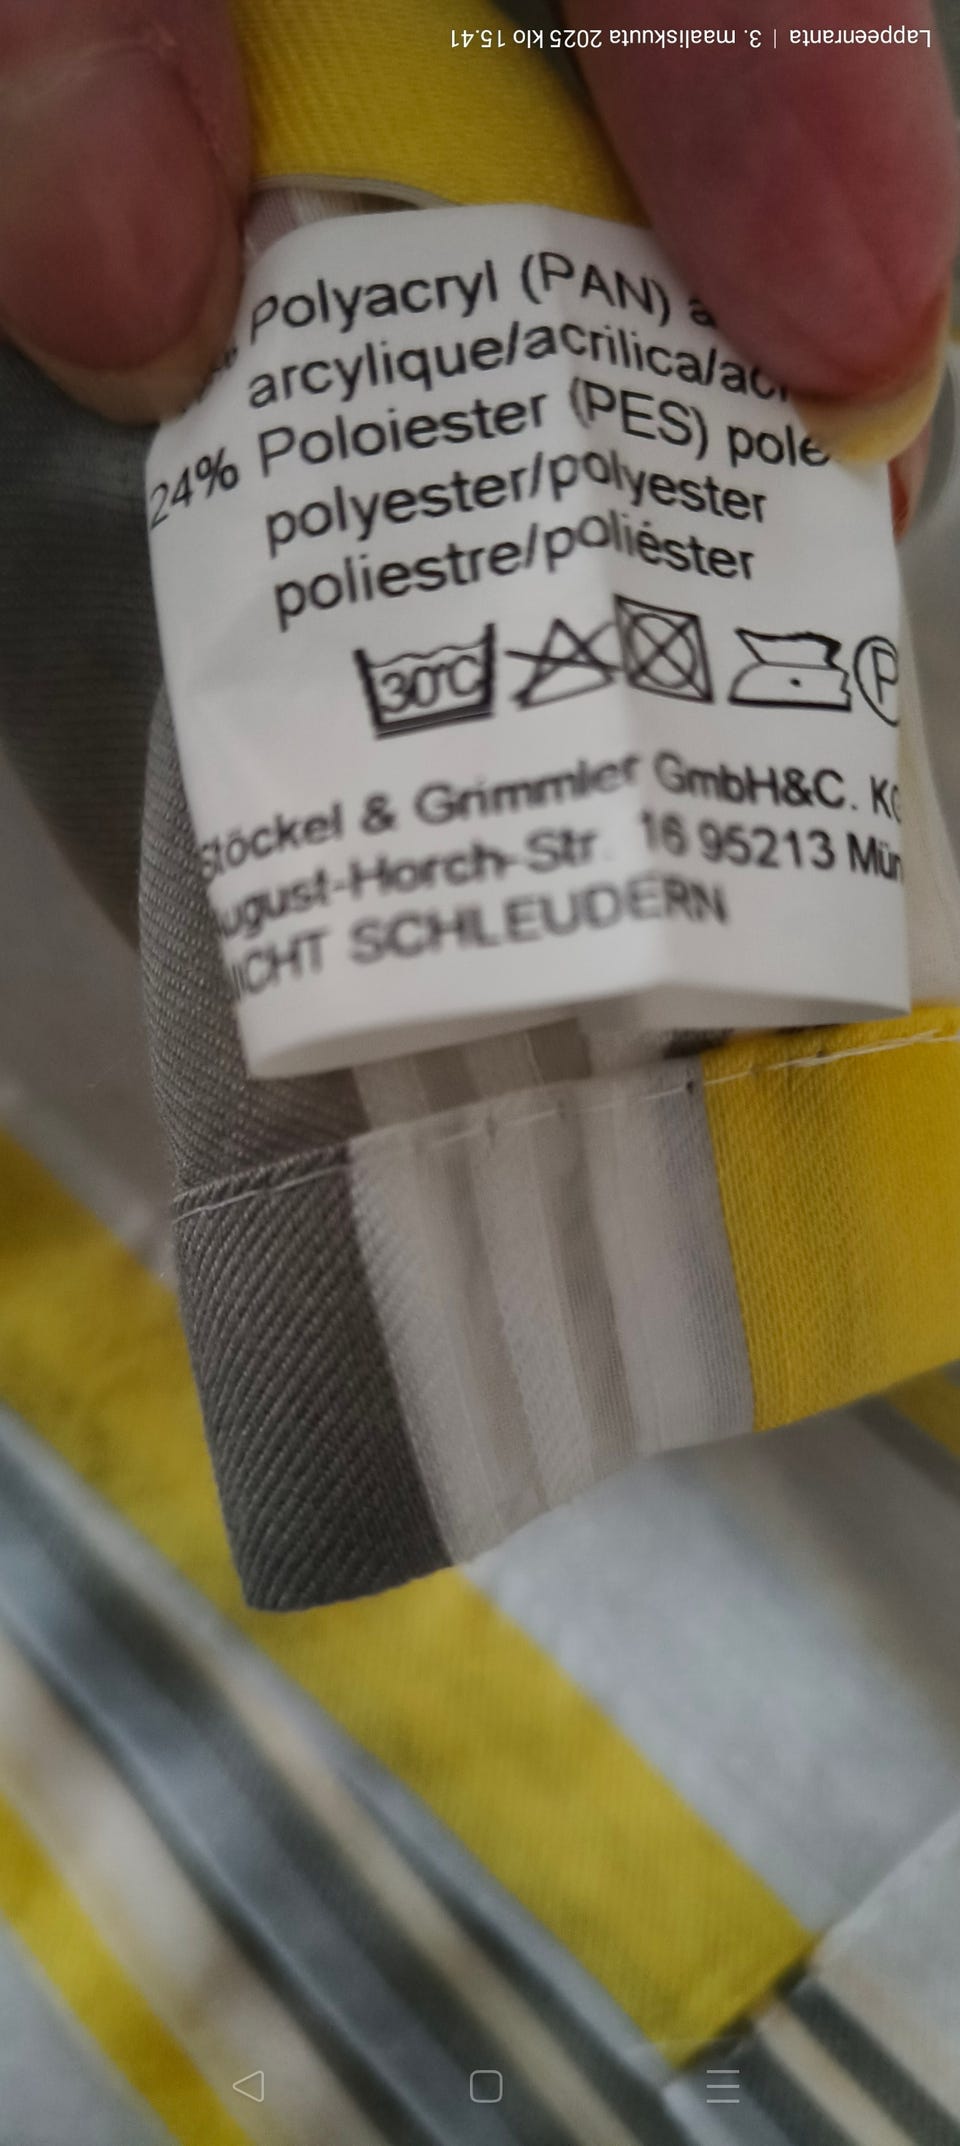 Lappeenranta | 3. maaliskuuta 2025 klo 15.41
Polyacryl (PAN)
arcylique/acrilica/
24% Poloiester (PES)
polyester/polyester
poliestre/poliéster
30°C P
Stöckel & Grimmler GmbH&C.
ugust-Horch-Str. 16 95213
SCHLEUDERN